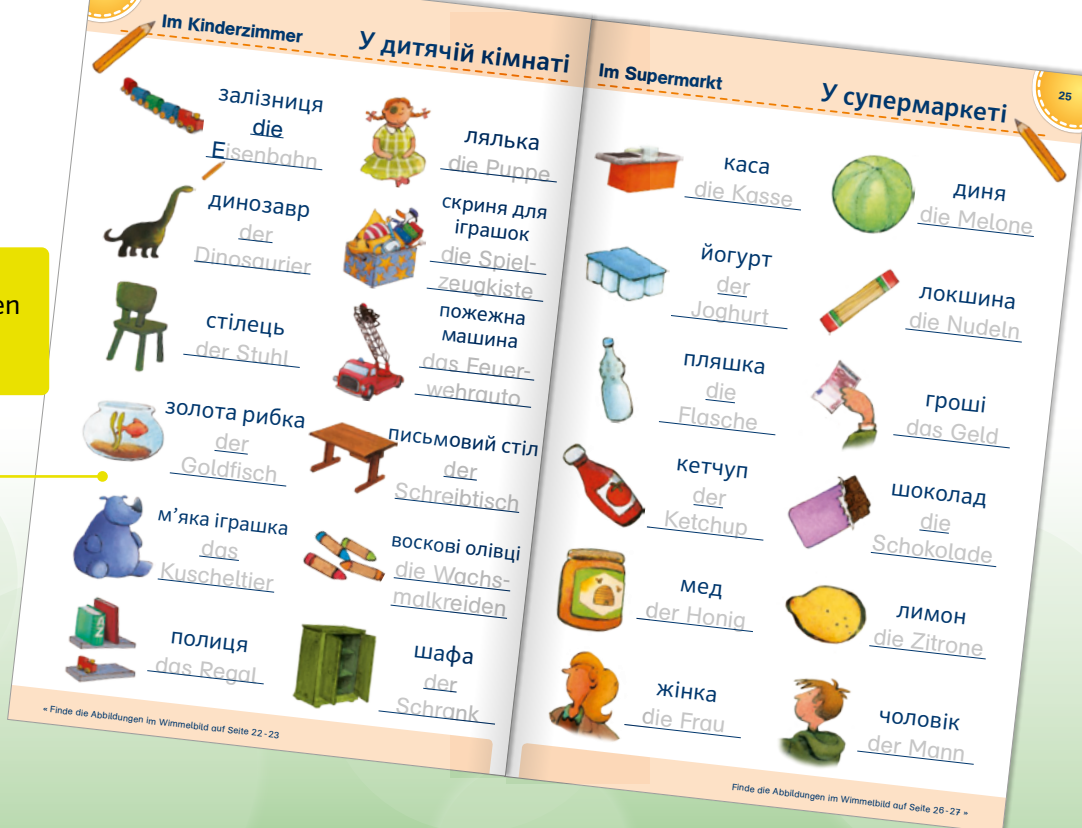 en
Im Kinderzimmer
У дитячій кімнаті
залізниця
die
Eisenbahn
лялька
die Puppe
динозавр
der
Dinosaurier
скриня для
іграшок
die Spiel-
zeugkiste
стілець
der Stuhl
пожежна
машина
das Feuer-
wehrauto
золота рибка
der
Goldfisch
письмовий стіл
der
Schreibtisch
м’яка іграшка
das
Kuscheltier
воскові олівці
die Wachs-
malkreiden
полиця
das Regal
шафа
der
Schrank
« Finde die Abbildungen im Wimmelbild auf Seite 22-23
Im Supermarkt
У супермаркеті
25
каса
die Kasse
диня
die Melone
йогурт
der
Joghurt
локшина
die Nudeln
пляшка
die
Flasche
гроші
das Geld
кетчуп
der
Ketchup
шоколад
die
Schokolade
мед
der Honig
лимон
die Zitrone
жінка
die Frau
чоловік
der Mann
Finde die Abbildungen im Wimmelbild auf Seite 26-27 »